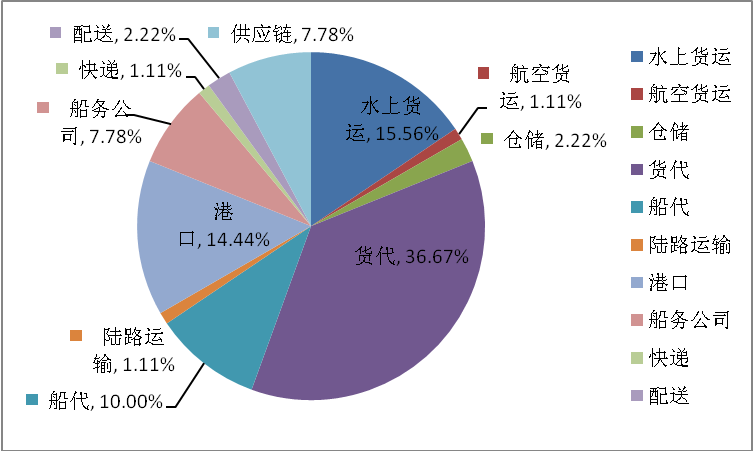 配送, 2.22%
供应链, 7.78%
快递, 1.11%
船务公
司, 7.78%
水上货
运, 15.56%
航空货
运, 1.11%
仓储, 2.22%
港
口, 14.44%
货代, 36.67%
陆路运
输, 1.11%
船代, 10.00%
水上货运
航空货运
仓储
货代
船代
陆路运输
港口
船务公司
快递
配送